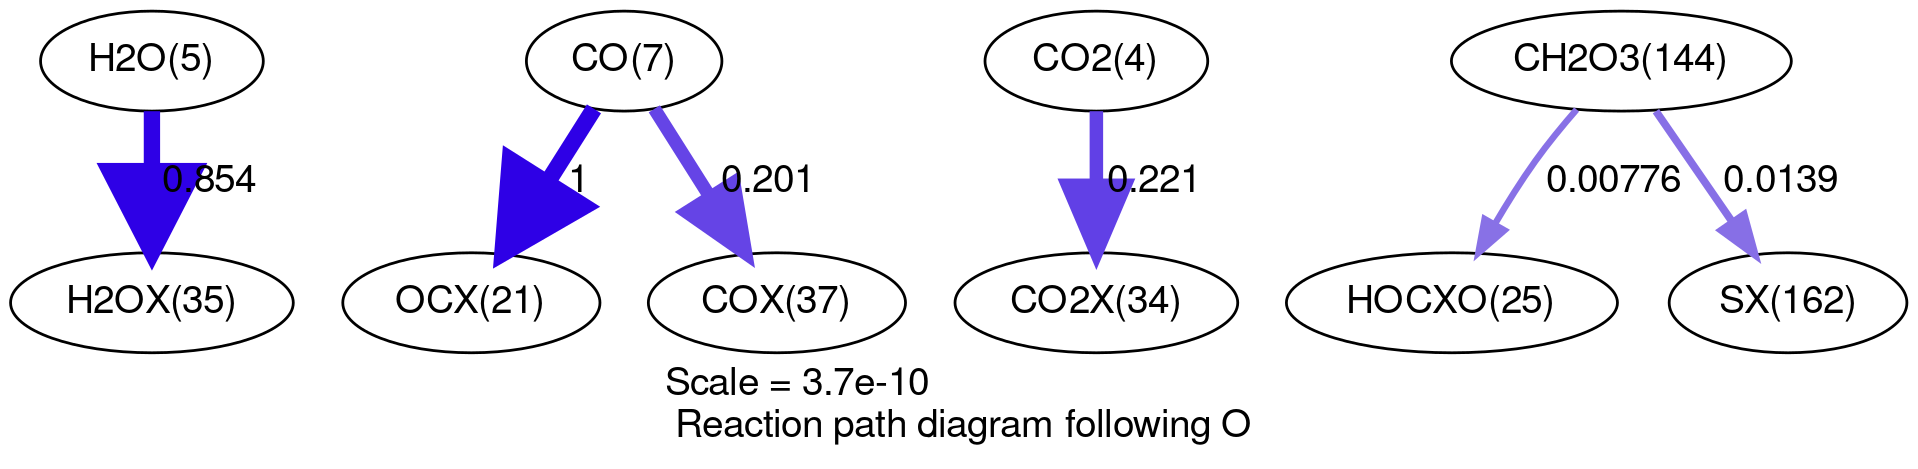 H2O(5)
CO(7)
CO2(4)
CH2O3(144)
0.854
1
0.201
0.221
0.00776
0.0139
H2OX(35)
OCX(21)
COX(37)
CO2X(34)
HOCXO(25)
SX(162)
Scale = 3.7e-10
Reaction path diagram following O